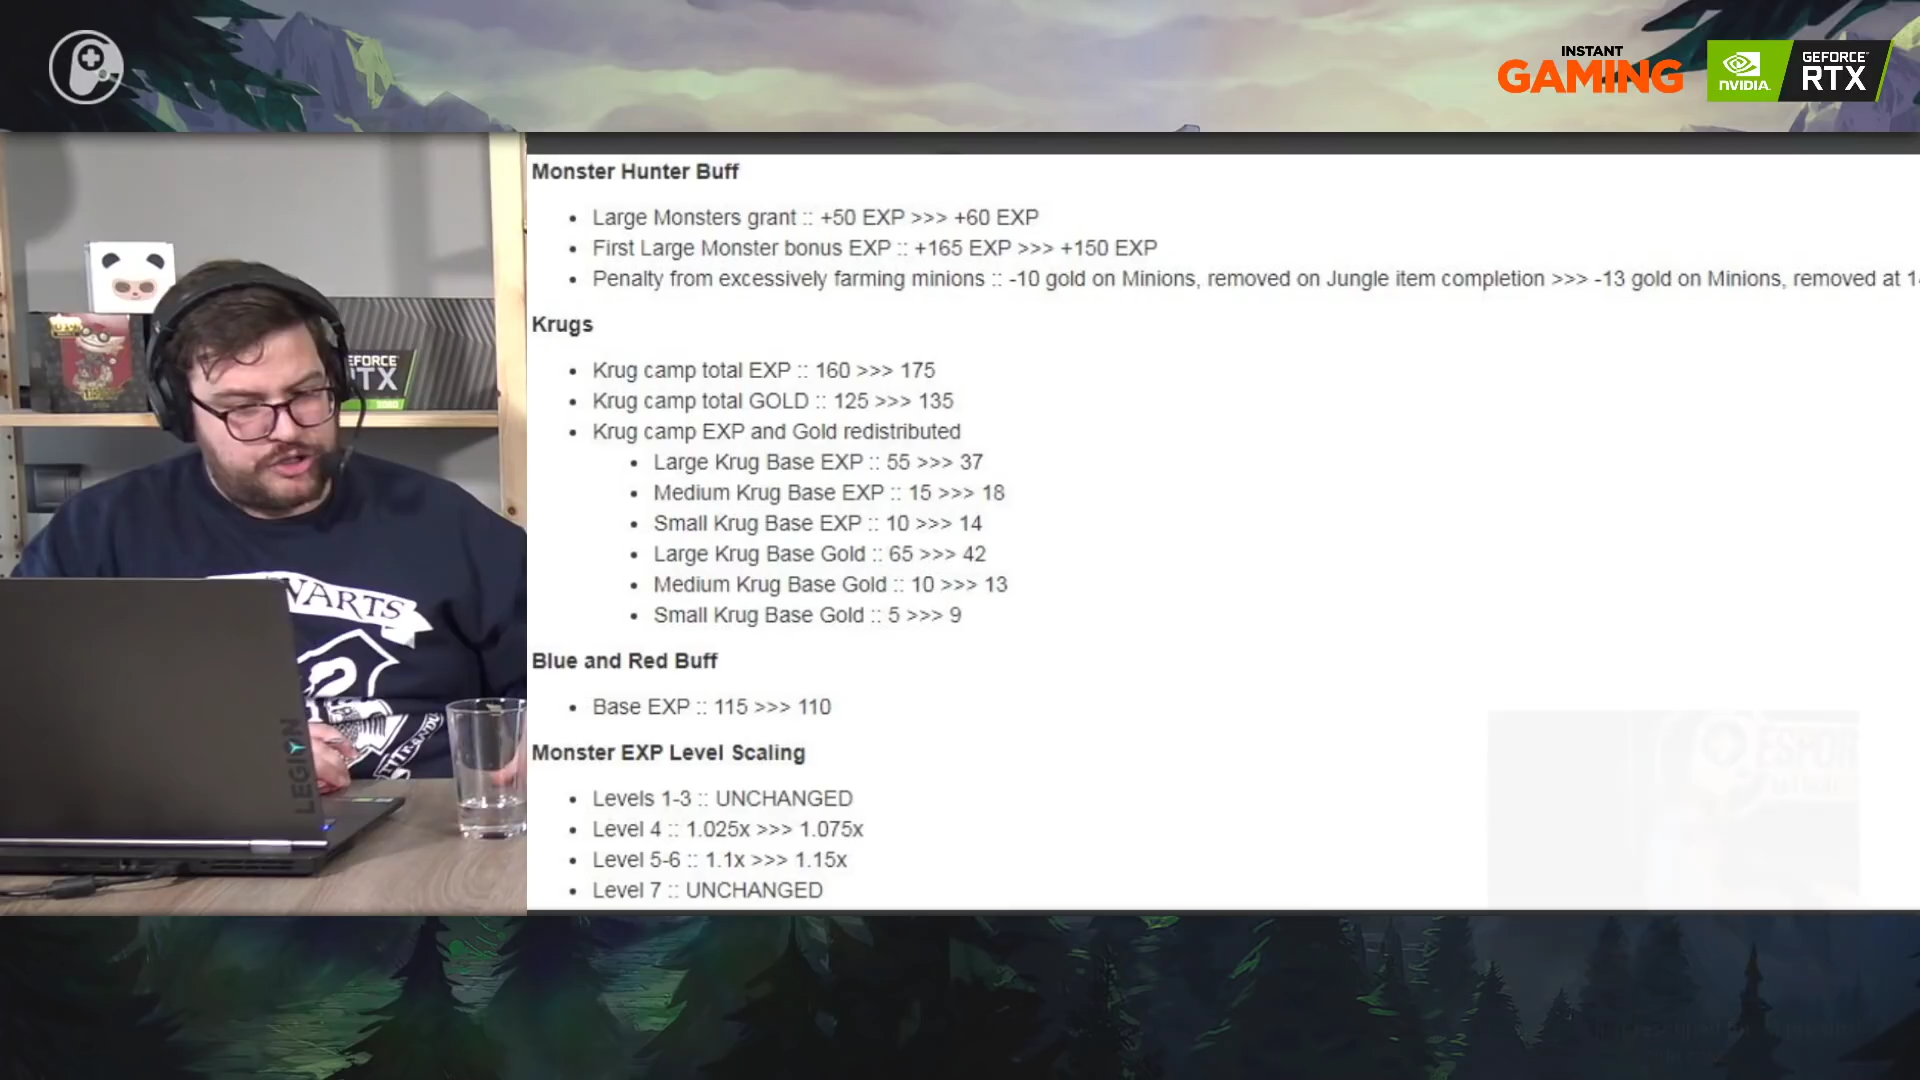 INSTANT
GAMING
NVIDIA
GEFORCE
RTX
Monster Hunter Buff
Large Monsters grant :: +50 EXP >>> +60 EXP
First Large Monster bonus EXP :: +165 EXP >>> +150 EXP
Penalty from excessively farming minions :: -10 gold on Minions, removed on Jungle item completion >>> -13 gold on Minions, removed at
Krugs
Krug camp total EXP :: 160 >>> 175
Krug camp total GOLD :: 125 >>> 135
Krug camp EXP and Gold redistributed
Large Krug Base EXP :: 55 >>> 37
Medium Krug Base EXP :: 15 >>> 18
Small Krug Base EXP :: 10 >>> 14
Large Krug Base Gold :: 65 >>> 42
Medium Krug Base Gold :: 10 >>> 13
Small Krug Base Gold :: 5 >>> 9
Blue and Red Buff
Base EXP :: 115 >>> 110
Monster EXP Level Scaling
Levels 1-3 :: UNCHANGED
Level 4 :: 1.025x >>> 1.075x
Level 5-6 :: 1.1x >>> 1.15x
Level 7 :: UNCHANGED
LEGION